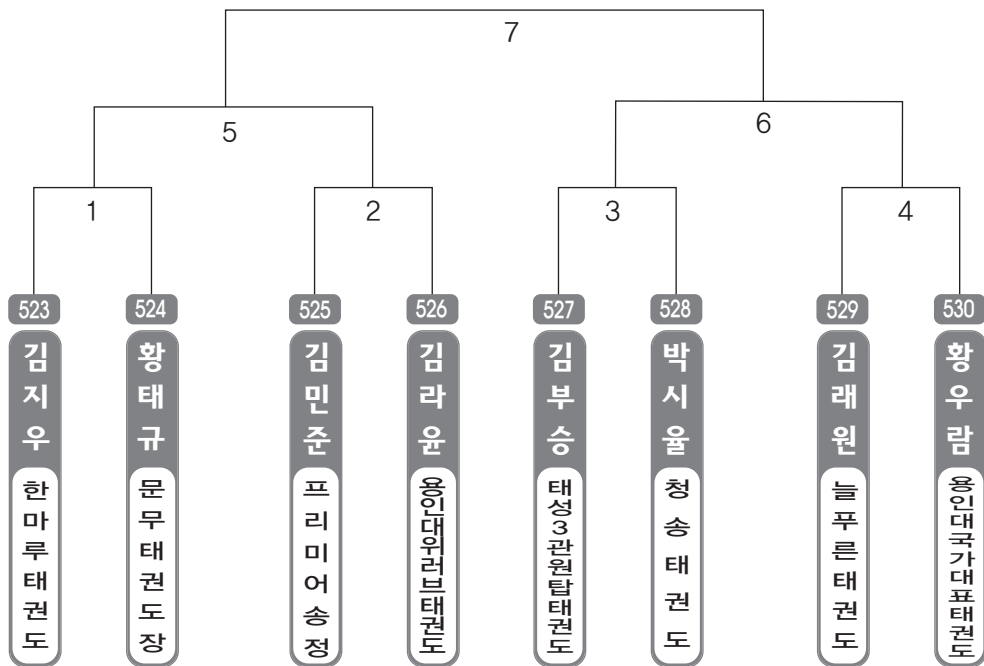 7
5
6
1
2
3
4
523
524
525
526
527
528
529
530
김지우
황태규
김민준
김라윤
김부승
박시율
김래원
황우람
한마루태권도
문무태권도장
프리미어송정
용인대위러브태권도
태성3관원탑태권도
청송태권도
늘푸른태권도
용인대국가대표태권도